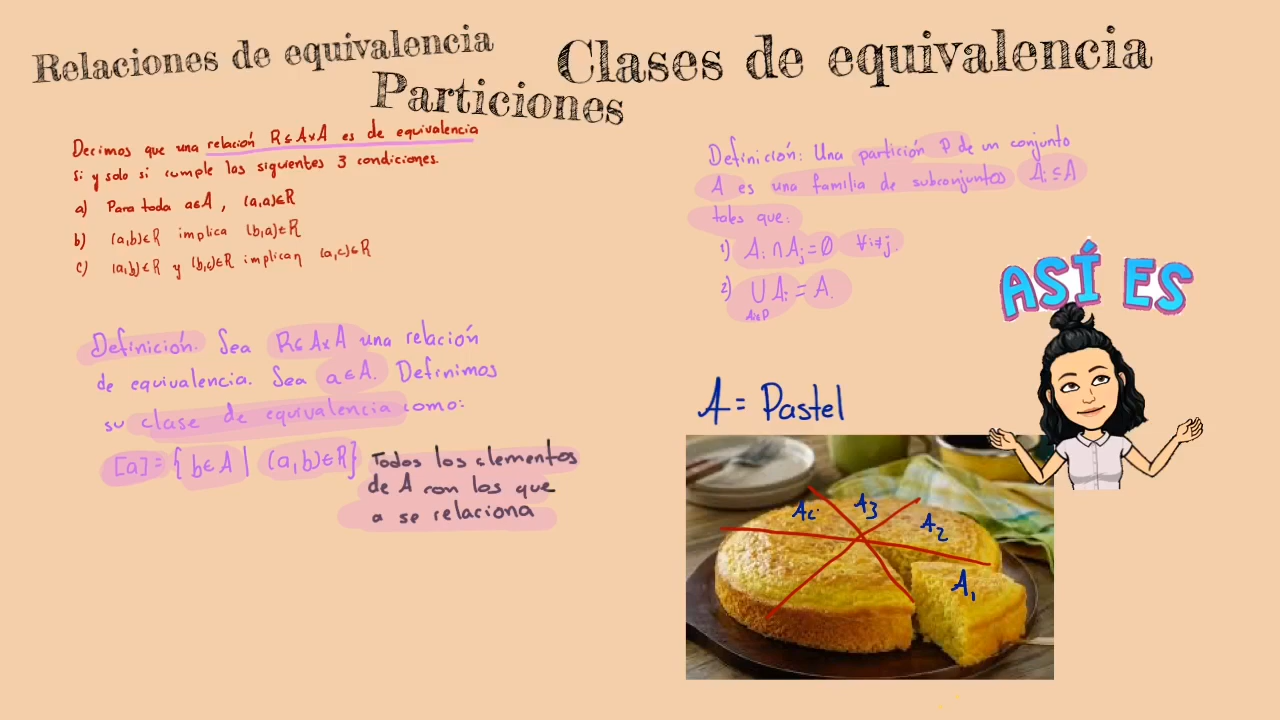 Relaciones de equivalencia
Clases de equivalencia
Particiones
Decimos que una relación R⊆A×A es de equivalencia
si y solo si cumple las siguientes 3 condiciones.
a) Para toda a∈A, (a,a)∈R
b) (a,b)∈R implica (b,a)∈R
c) (a,b)∈R y (b,c)∈R implican (a,c)∈R
Definición. Sea R⊆A×A una relación
de equivalencia. Sea a∈A. Definimos
su clase de equivalencia como:
[a]={b∈A| (a,b)∈R}
Todos los elementos
de A con los que
a se relaciona
Definición: Una partición P de un conjunto
A es una familia de subconjuntos Ai⊆A
tales que:
1) Ai∩Aj=∅ ∀i≠j.
2) ∪Ai=A.
Ai∈P
ASÍ ES
A= Pastel
A3
A2
A1